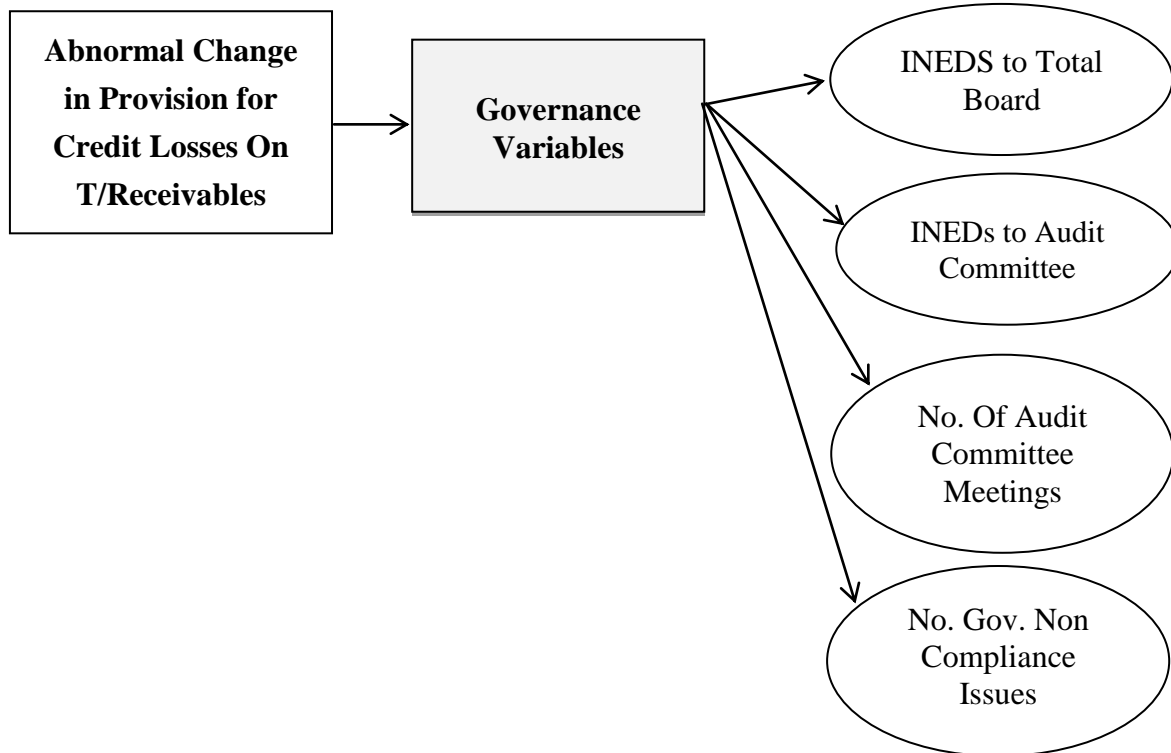 Abnormal Change
in Provision for
Credit Losses On
T/Receivables
Governance
Variables
INEDS to Total
Board
INEDs to Audit
Committee
No. Of Audit
Committee
Meetings
No. Gov. Non
Compliance
Issues